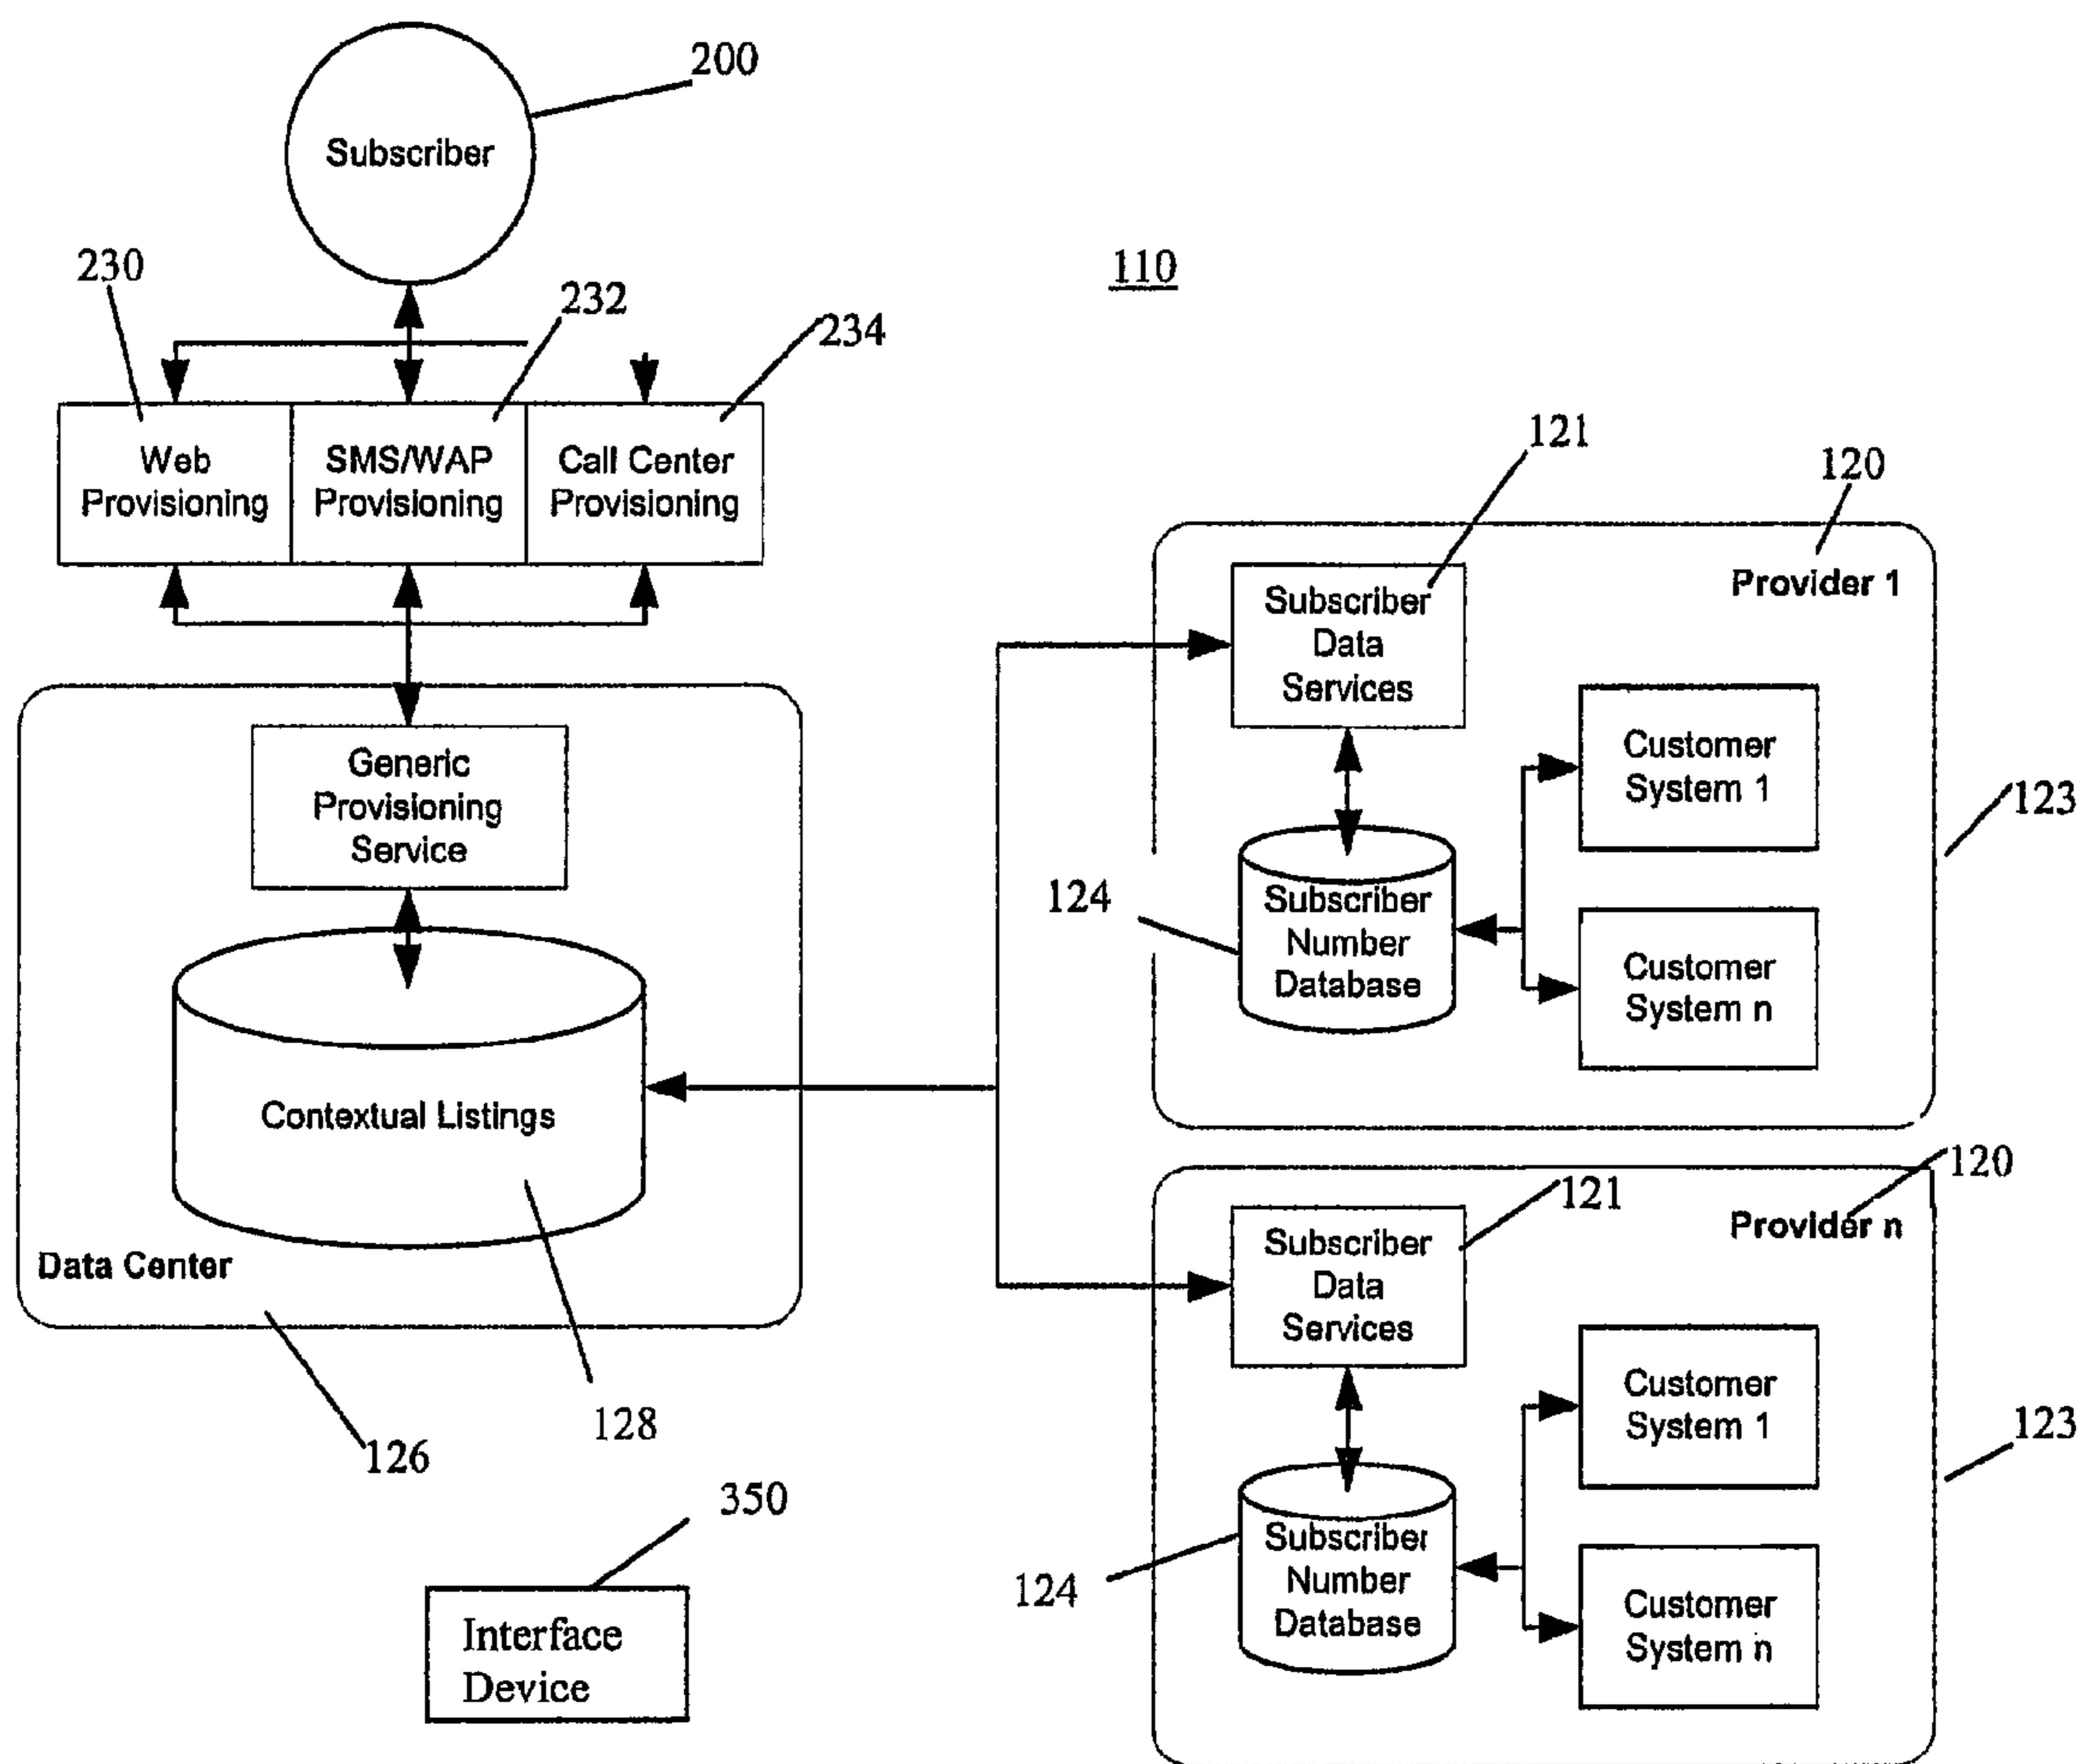 200
Subscriber
110
230
232
234
Web
Provisioning
SMS/WAP
Provisioning
Call Center
Provisioning
121
120
Provider 1
Subscriber
Data
Services
Customer
System 1
123
124
Subscriber
Number
Database
Customer
System n
Generic
Provisioning
Service
Contextual Listings
Data Center
128
126
120
121
Provider n
Subscriber
Data
Services
Customer
System 1
123
124
Subscriber
Number
Database
Customer
System n
350
Interface
Device